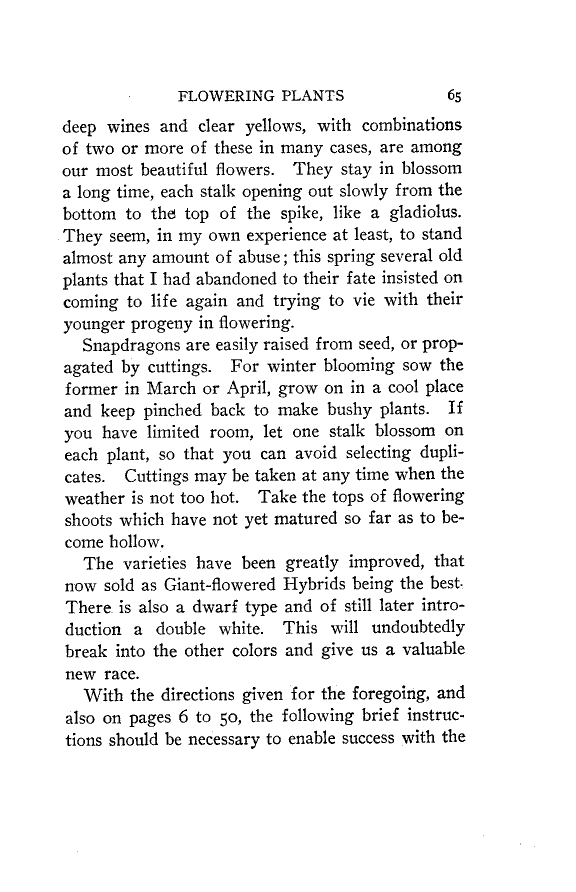 FLOWERING PLANTS 65
deep wines and clear yellows, with combinations
of two or more of these in many cases, are among
our most beautiful flowers. They stay in blossom
a long time, each stalk opening out slowly from the
bottom to the top of the spike, like a gladiolus.
They seem, in my own experience at least, to stand
almost any amount of abuse; this spring several old
plants that I had abandoned to their fate insisted on
coming to life again and trying to vie with their
younger progeny in flowering.
Snapdragons are easily raised from seed, or prop-
agated by cuttings. For winter blooming sow the
former in March or April, grow on in a cool place
and keep pinched back to make bushy plants. If
you have limited room, let one stalk blossom on
each plant, so that you can avoid selecting dupli-
cates. Cuttings may be taken at any time when the
weather is not too hot. Take the tops of flowering
shoots which have not yet matured so far as to be-
come hollow.
The varieties have been greatly improved, that
now sold as Giant-flowered Hybrids being the best.
There is also a dwarf type and of still later intro-
duction a double white. This will undoubtedly
break into the other colors and give us a valuable
new race.
With the directions given for the foregoing, and
also on pages 6 to 50, the following brief instruc-
tions should be necessary to enable success with the